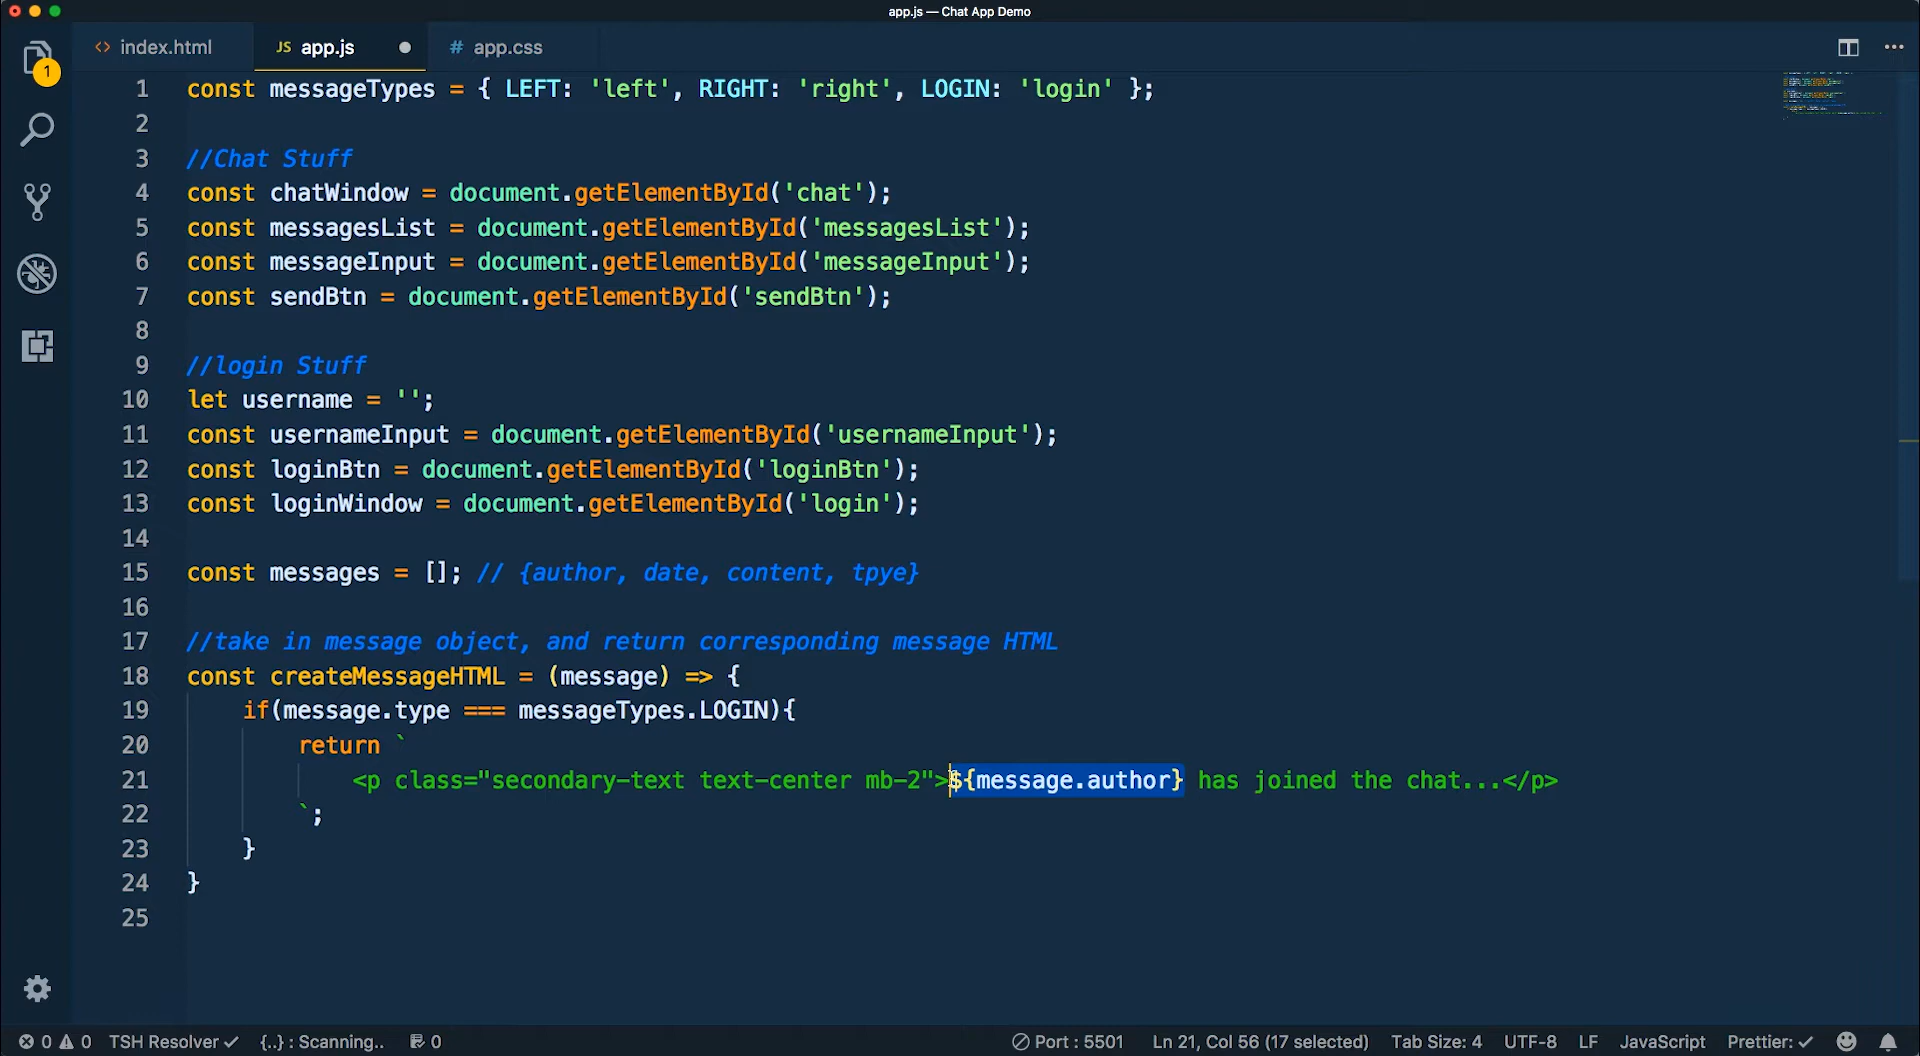 app.js — Chat App Demo
<> index.html
JS app.js
# app.css
1
1 const messageTypes = { LEFT: 'left', RIGHT: 'right', LOGIN: 'login' };
2
3 //Chat Stuff
4 const chatWindow = document.getElementById('chat');
5 const messagesList = document.getElementById('messagesList');
6 const messageInput = document.getElementById('messageInput');
7 const sendBtn = document.getElementById('sendBtn');
8
9 //login Stuff
10 let username = '';
11 const usernameInput = document.getElementById('usernameInput');
12 const loginBtn = document.getElementById('loginBtn');
13 const loginWindow = document.getElementById('login');
14
15 const messages = []; // {author, date, content, tpye}
16
17 //take in message object, and return corresponding message HTML
18 const createMessageHTML = (message) => {
19 if(message.type === messageTypes.LOGIN){
20 return `
21 <p class="secondary-text text-center mb-2">${message.author} has joined the chat...</p>
22 `;
23 }
24 }
25
0 0 TSH Resolver ✓ {..} : Scanning.. 0 Port : 5501 Ln 21, Col 56 (17 selected) Tab Size: 4 UTF-8 LF JavaScript Prettier: ✓